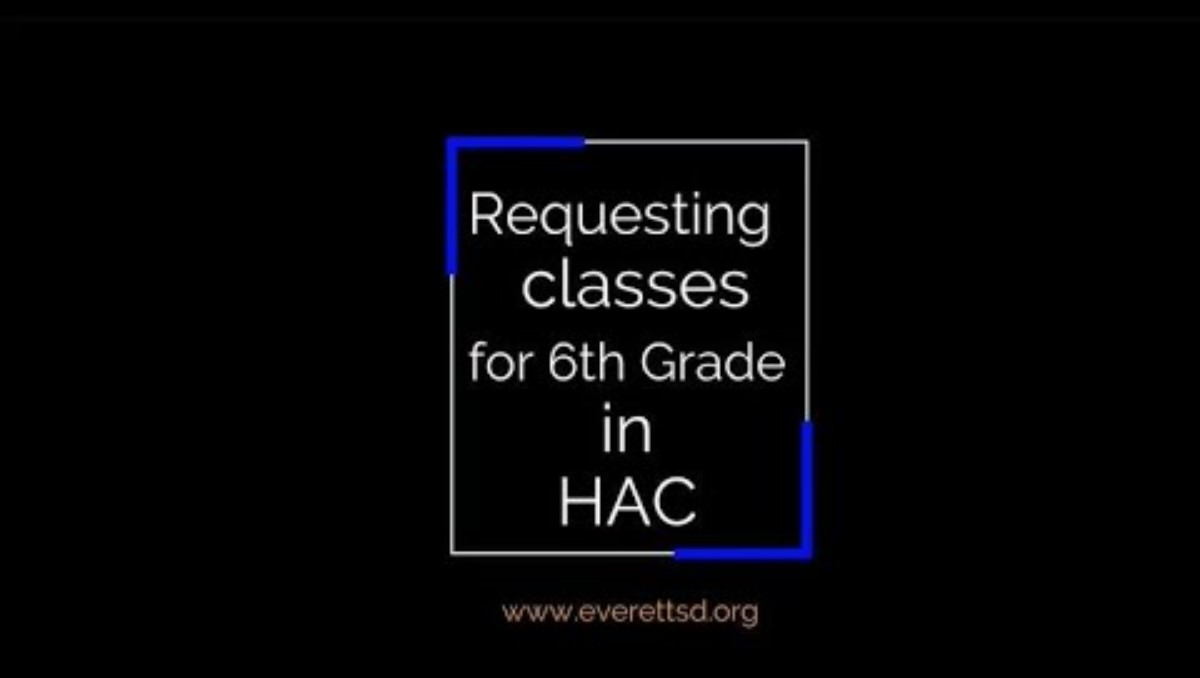 Requesting
classes
for 6th Grade
in
HAC
www.everettsd.org